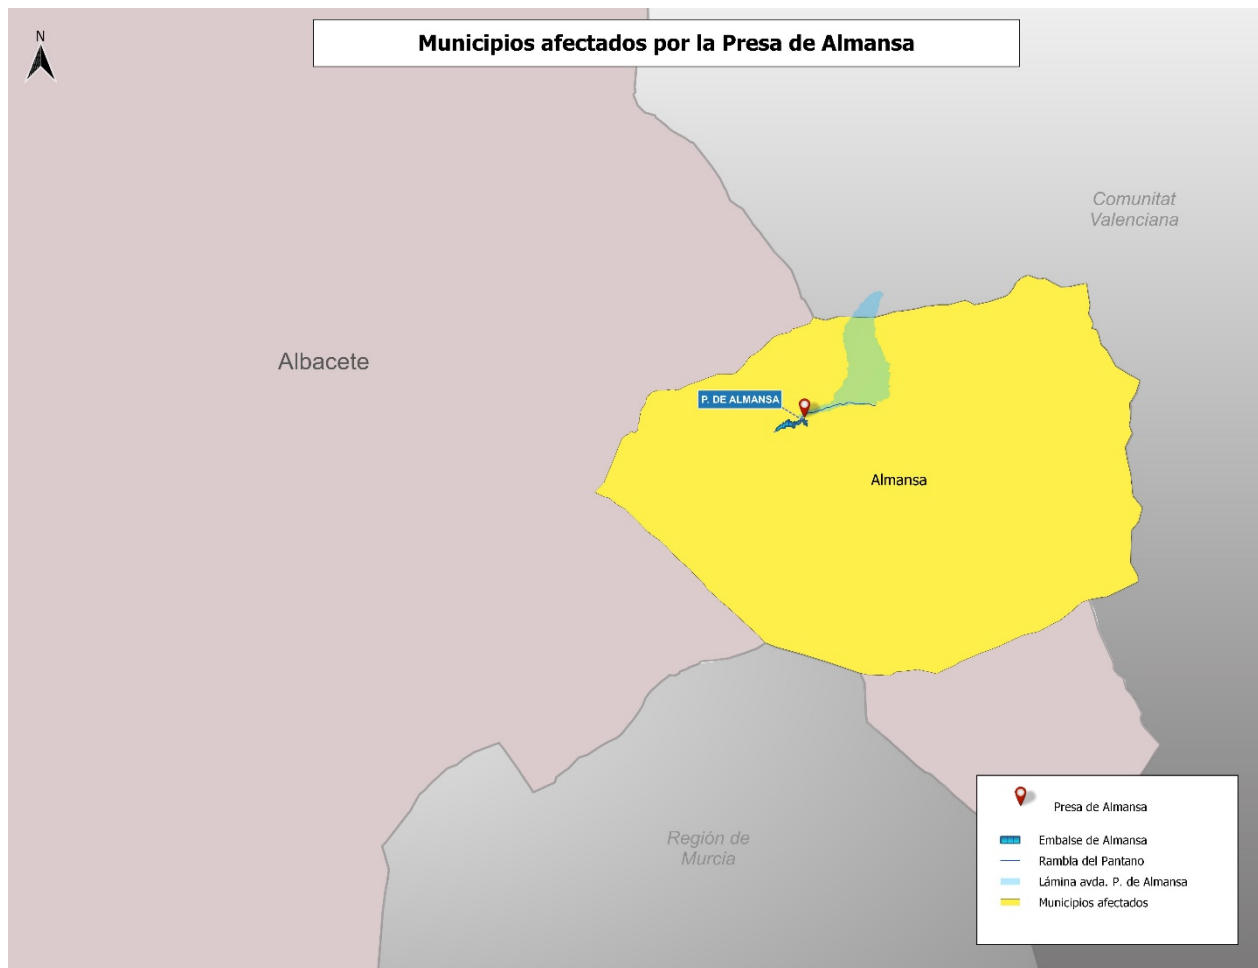 Municipios afectados por la Presa de Almansa
N
Comunitat
Valenciana
Albacete
P. DE ALMANSA
Almansa
Región de
Murcia
Presa de Almansa
Embalse de Almansa
Rambla del Pantano
Lámina avda. P. de Almansa
Municipios afectados